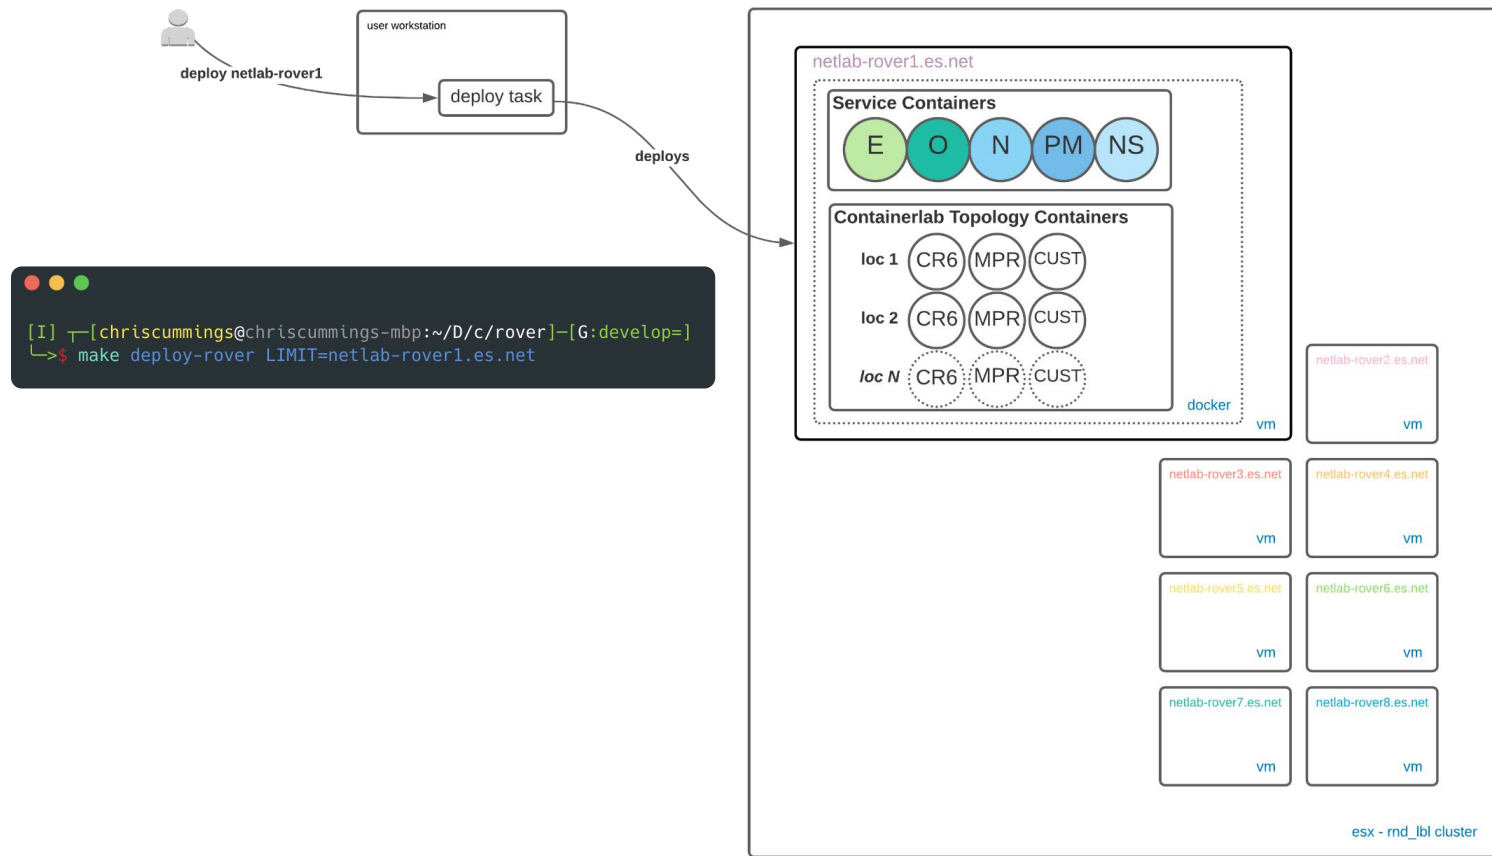 user workstation
deploy netlab-rover1
deploy task
deploys
[I] ┬─[chriscummings@chriscummings-mbp:~/D/c/rover]─[G:develop=]
╰─>$ make deploy-rover LIMIT=netlab-rover1.es.net
netlab-rover1.es.net
Service Containers
E O N PM NS
Containerlab Topology Containers
loc 1 CR6 MPR CUST
loc 2 CR6 MPR CUST
loc N CR6 MPR CUST
docker
vm
netlab-rover2.es.net
vm
netlab-rover3.es.net
vm
netlab-rover4.es.net
vm
netlab-rover5.es.net
vm
netlab-rover6.es.net
vm
netlab-rover7.es.net
vm
netlab-rover8.es.net
vm
esx - rnd_lbl cluster